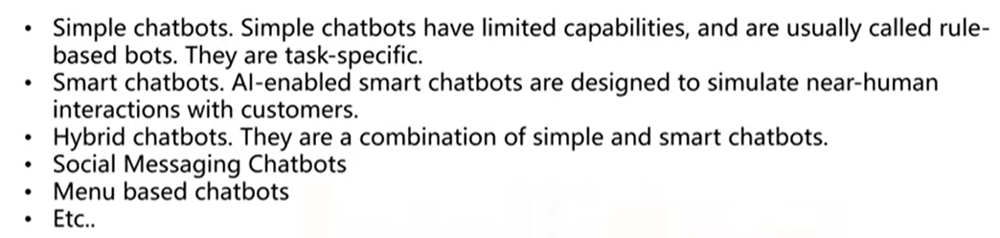 • Simple chatbots. Simple chatbots have limited capabilities, and are usually called rule-
based bots. They are task-specific.
• Smart chatbots. AI-enabled smart chatbots are designed to simulate near-human
interactions with customers.
• Hybrid chatbots. They are a combination of simple and smart chatbots.
• Social Messaging Chatbots
• Menu based chatbots
• Etc..